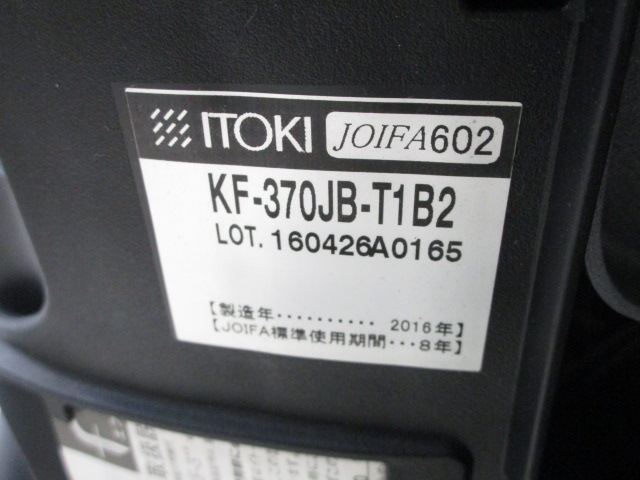 ITOKI JOIFA602
KF-370JB-T1B2
LOT. 160426A0165
【製造年.......... 2016年】
【JOIFA標準使用期間...8年】